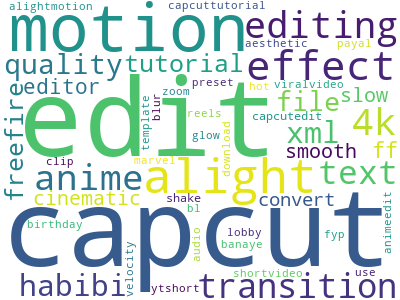 alightmotion
capcuttutorial
motion
editing
aesthetic
payal
quality
tutorial
effect
editor
preset
hot
viralvideo
zoom
blur
edit
file
slow
reels
template
capcutedit
4k
freefire
glow
xml
download
smooth
ff
clip
marvel
anime
alight
text
cinematic
shake
convert
bl
animeedit
birthday
capcut
lobby
fyp
audio
banaye
velocity
shortvideo
use
habibi
ytshort
transition